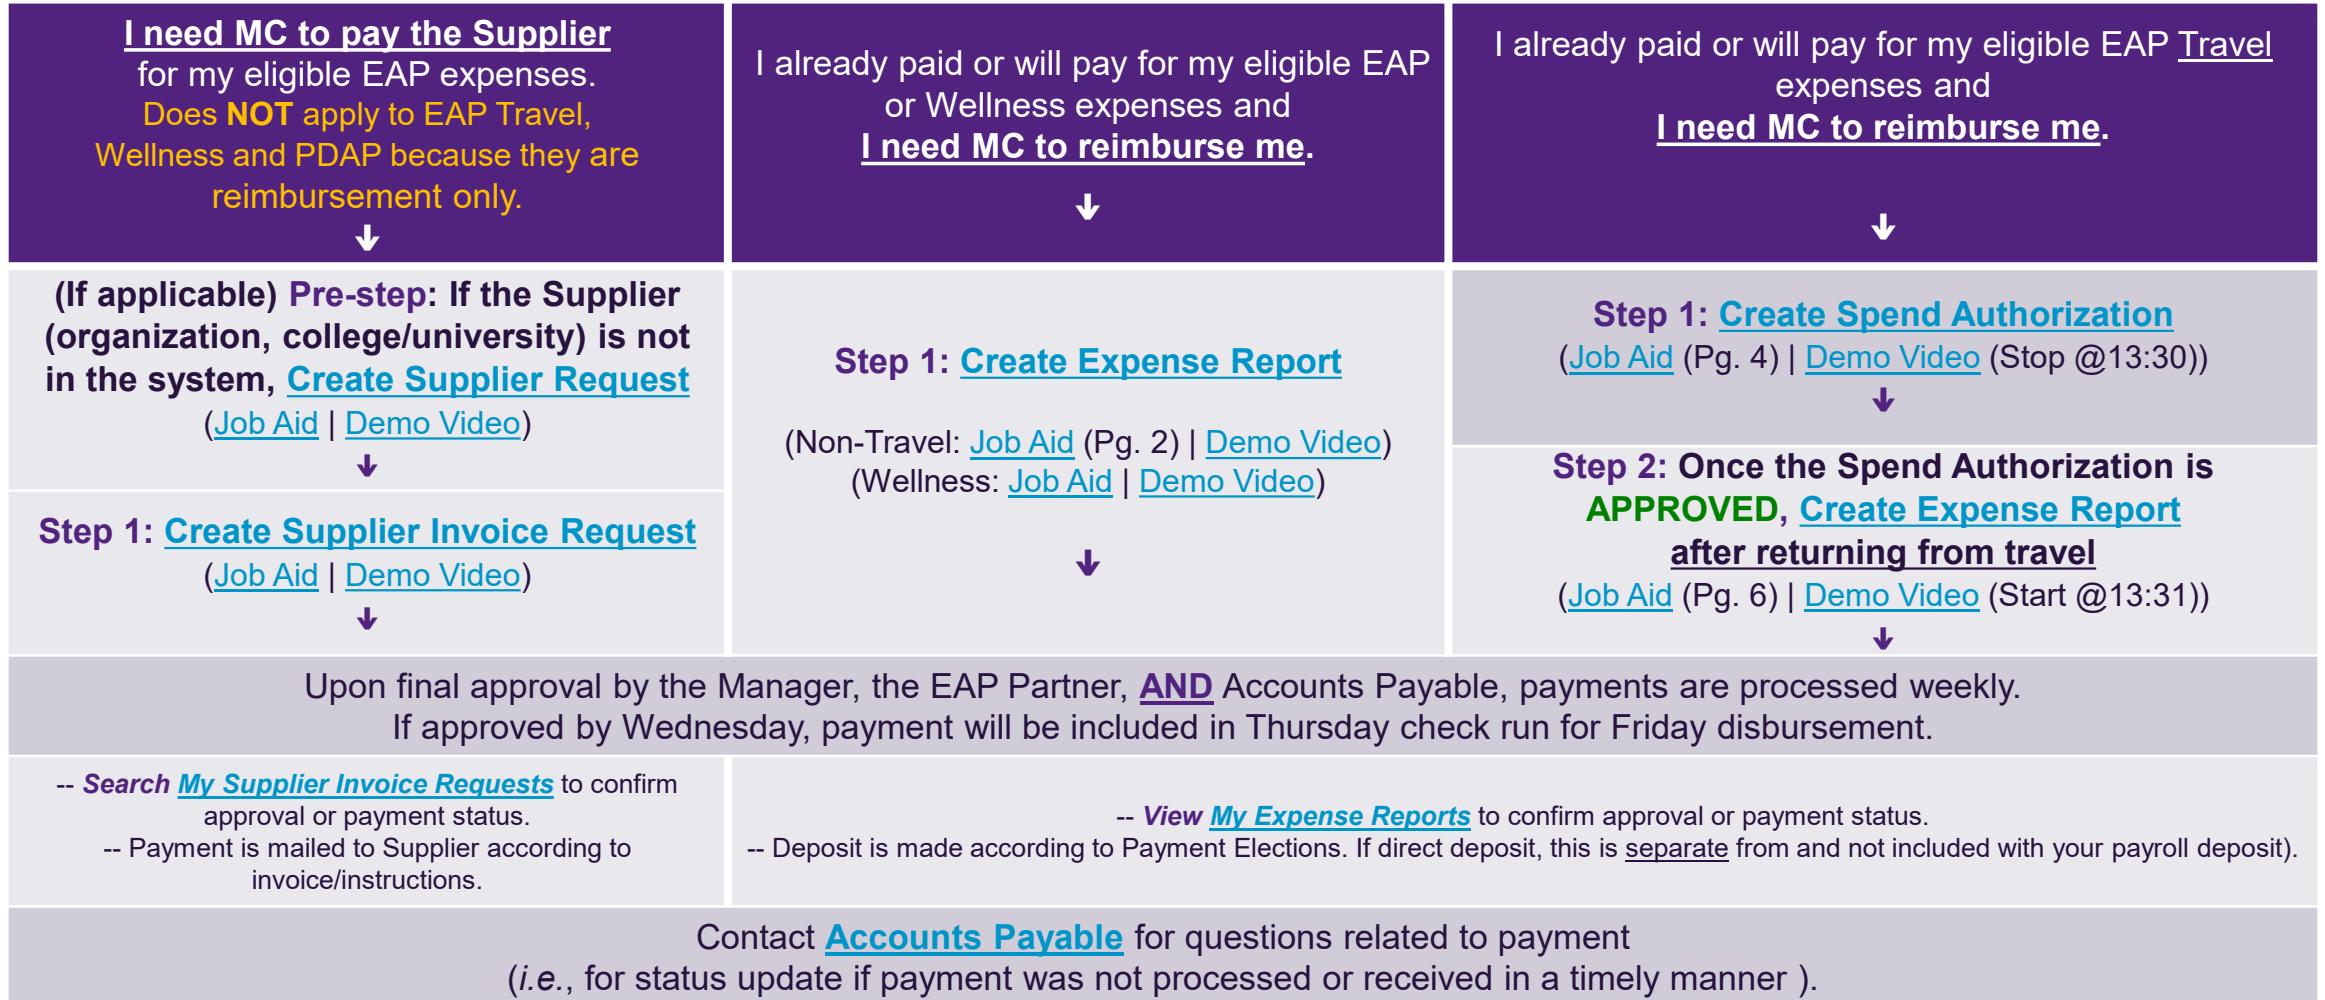 I need MC to pay the Supplier
for my eligible EAP expenses.
Does NOT apply to EAP Travel,
Wellness and PDAP because they are
reimbursement only.
I already paid or will pay for my eligible EAP
or Wellness expenses and
I need MC to reimburse me.
I already paid or will pay for my eligible EAP Travel
expenses and
I need MC to reimburse me.
(If applicable) Pre-step: If the Supplier
(organization, college/university) is not
in the system, Create Supplier Request
(Job Aid | Demo Video)
Step 1: Create Supplier Invoice Request
(Job Aid | Demo Video)
Step 1: Create Expense Report
(Non-Travel: Job Aid (Pg. 2) | Demo Video)
(Wellness: Job Aid | Demo Video)
Step 1: Create Spend Authorization
(Job Aid (Pg. 4) | Demo Video (Stop @13:30))
Step 2: Once the Spend Authorization is
APPROVED, Create Expense Report
after returning from travel
(Job Aid (Pg. 6) | Demo Video (Start @13:31))
Upon final approval by the Manager, the EAP Partner, AND Accounts Payable, payments are processed weekly.
If approved by Wednesday, payment will be included in Thursday check run for Friday disbursement.
-- Search My Supplier Invoice Requests to confirm
approval or payment status.
-- Payment is mailed to Supplier according to
invoice/instructions.
-- View My Expense Reports to confirm approval or payment status.
-- Deposit is made according to Payment Elections. If direct deposit, this is separate from and not included with your payroll deposit).
Contact Accounts Payable for questions related to payment
(i.e., for status update if payment was not processed or received in a timely manner ).